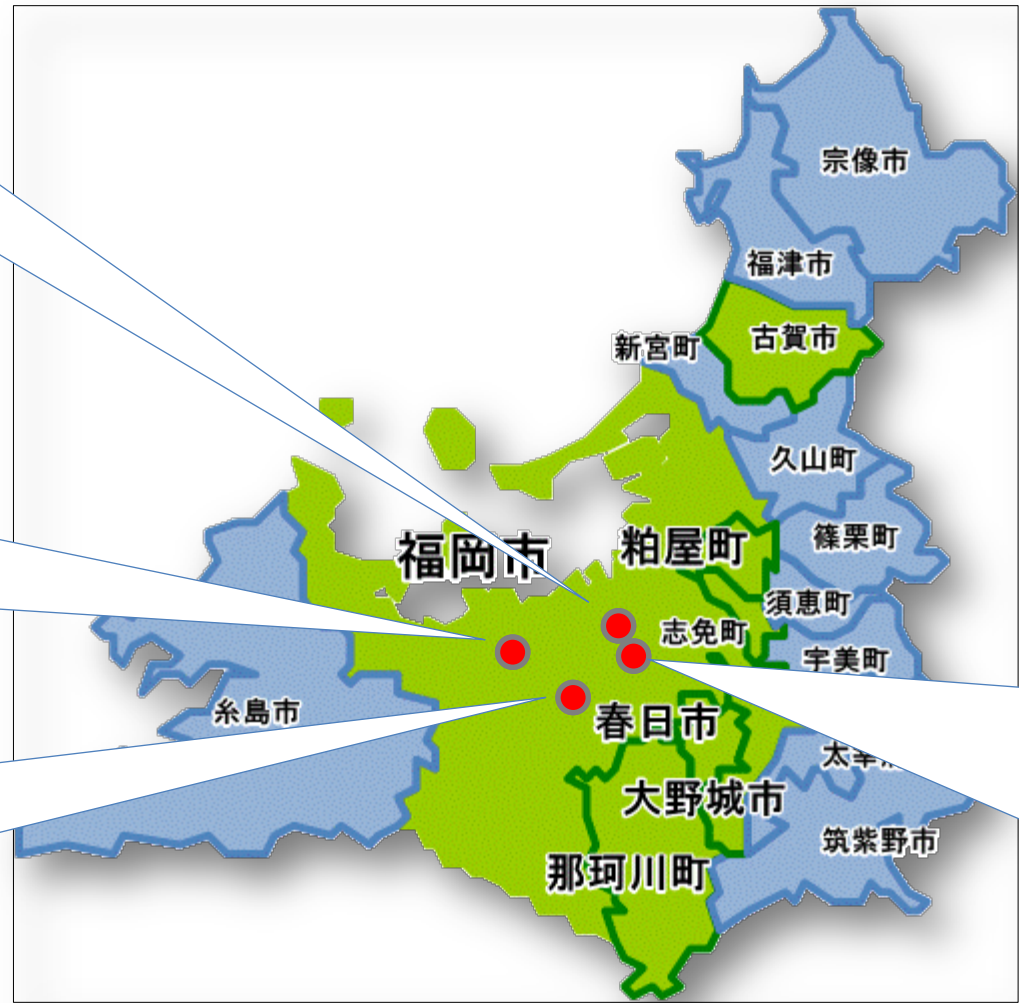 宗像市
福津市
古賀市
新宮町
久山町
篠栗町
福岡市
粕屋町
須恵町
志免町
宇美町
糸島市
春日市
大野城市
筑紫野市
那珂川町